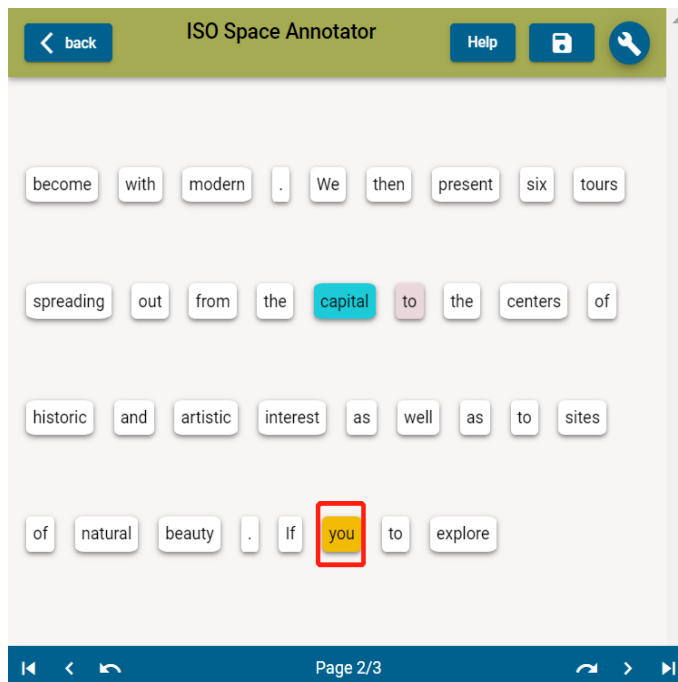 back ISO Space Annotator Help
become with modern . We then present six tours
spreading out from the capital to the centers of
historic and artistic interest as well as to sites
of natural beauty . If you to explore
Page 2/3